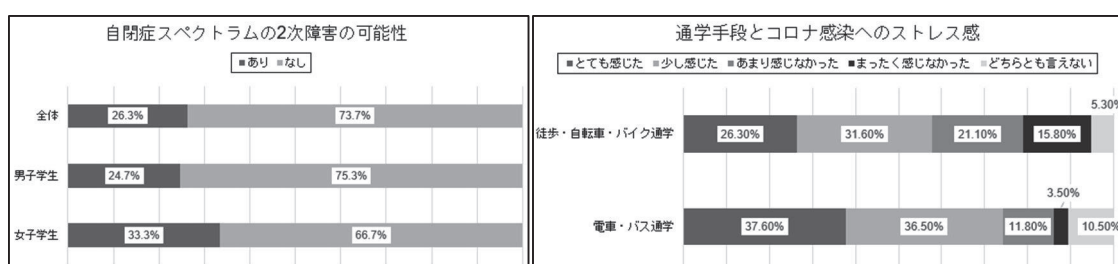 自閉症スペクトラムの2次障害の可能性
■あり ■なし
全体
26.3%
73.7%
男子学生
24.7%
75.3%
女子学生
33.3%
66.7%
通学手段とコロナ感染へのストレス感
■とても感じた ■少し感じた ■あまり感じなかった ■まったく感じなかった ■どちらとも言えない
徒歩・自転車・バイク通学
26.30%
31.60%
21.10%
15.80%
5.30%
電車・バス通学
37.60%
36.50%
11.80%
3.50%
10.50%